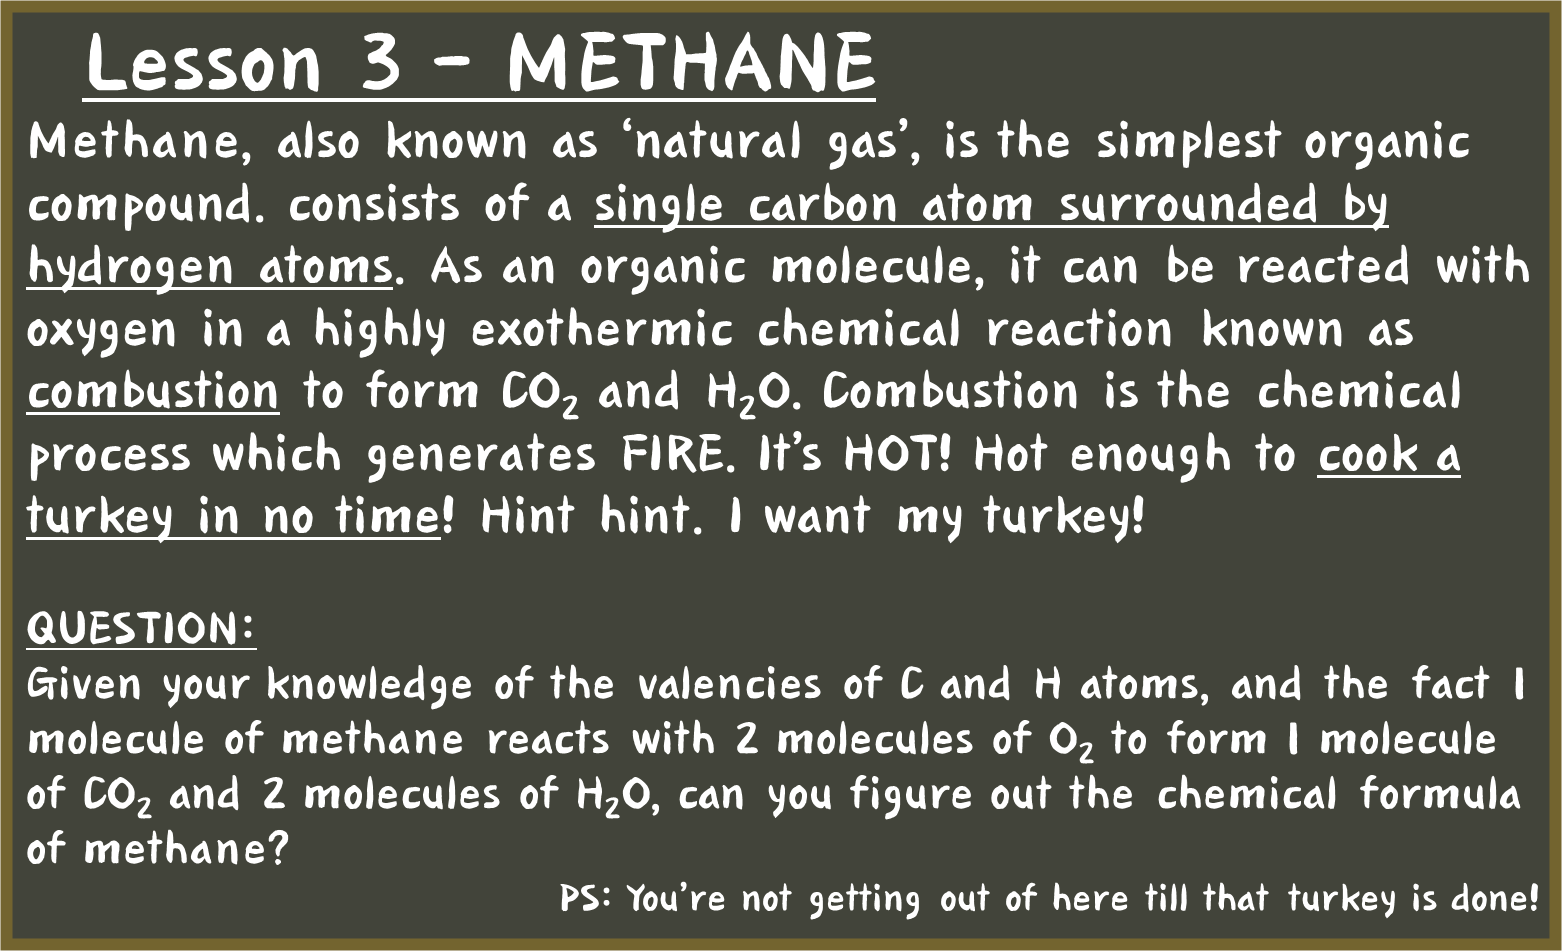 Lesson 3 - METHANE
Methane, also known as ‘natural gas’, is the simplest organic
compound. consists of a single carbon atom surrounded by
hydrogen atoms. As an organic molecule, it can be reacted with
oxygen in a highly exothermic chemical reaction known as
combustion to form CO₂ and H₂O. Combustion is the chemical
process which generates FIRE. It’s HOT! Hot enough to cook a
turkey in no time! Hint hint. I want my turkey!
QUESTION:
Given your knowledge of the valencies of C and H atoms, and the fact 1
molecule of methane reacts with 2 molecules of O₂ to form 1 molecule
of CO₂ and 2 molecules of H₂O, can you figure out the chemical formula
of methane?
PS: You’re not getting out of here till that turkey is done!